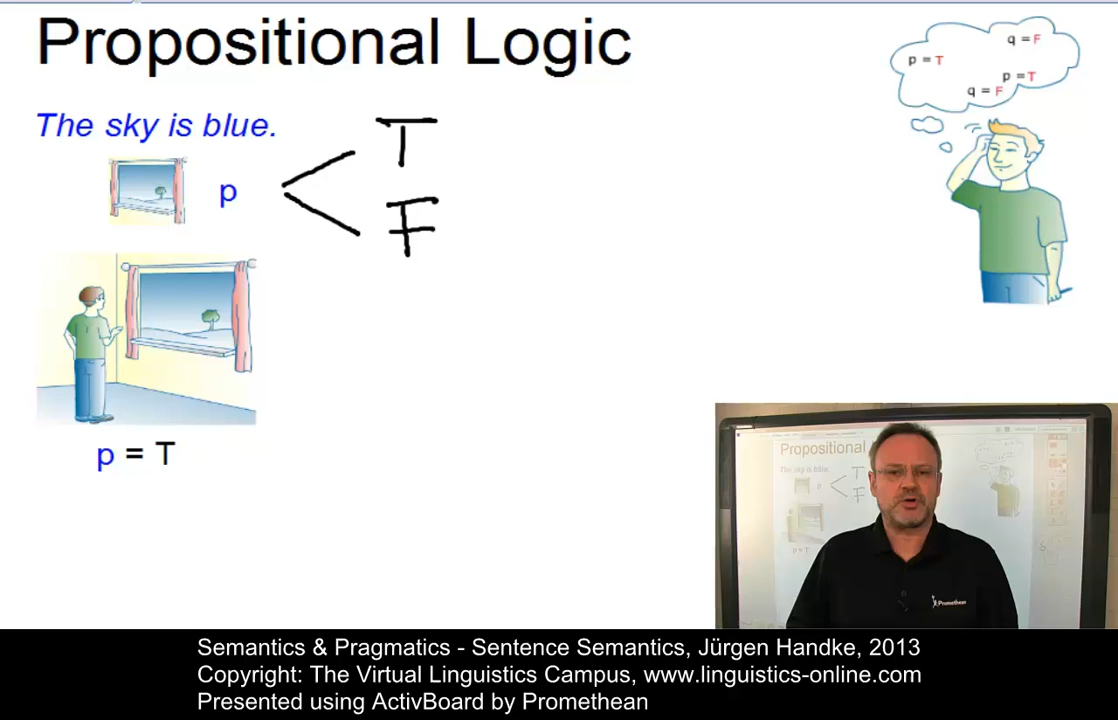 Propositional Logic
q = F
p = T
p = T
q = F
The sky is blue.
T
p
F
p = T
Propositional
The sky is blue.
T
p
F
p = T
Promethean
Semantics & Pragmatics - Sentence Semantics, Jürgen Handke, 2013
Copyright: The Virtual Linguistics Campus, www.linguistics-online.com
Presented using ActivBoard by Promethean